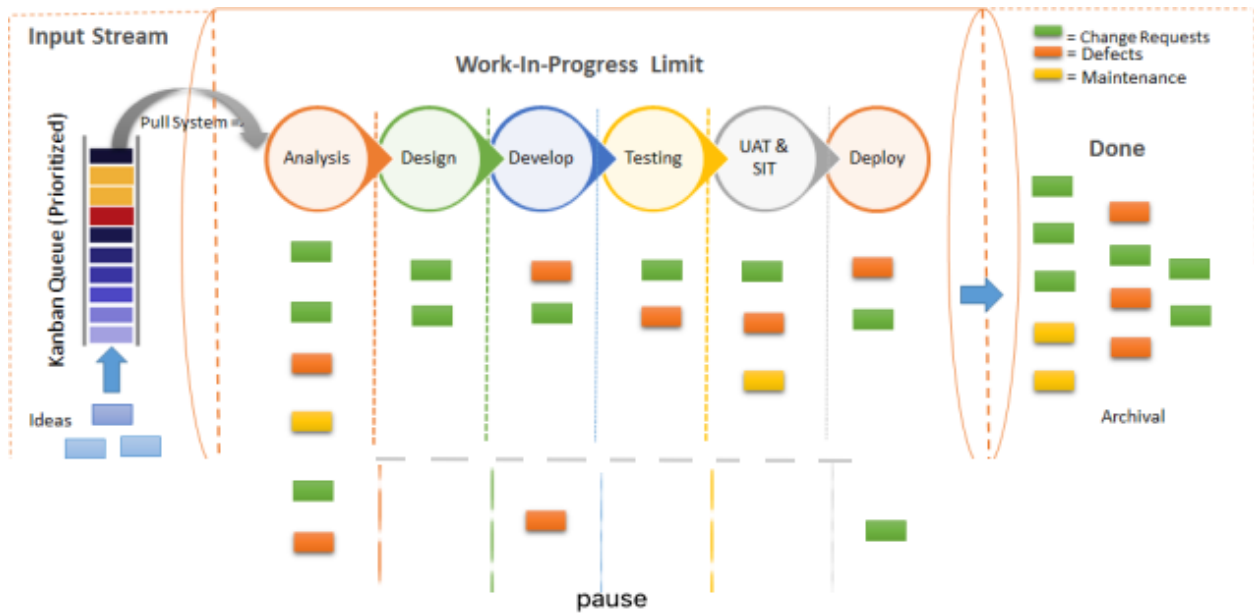 Input Stream
= Change Requests
= Defects
= Maintenance
Work-In-Progress Limit
Pull System =
Kanban Queue (Prioritized)
Analysis
Design
Develop
Testing
UAT &
SIT
Deploy
Done
Ideas
Archival
pause